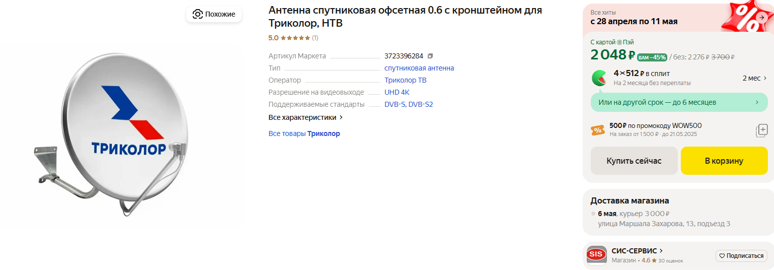 Похожие
ТРИКОЛОР
Антенна спутниковая офсетная 0.6 с кронштейном для
Триколор, НТВ
5.0 ★★★★★ (1)
Артикул Маркета 3723396284
Тип спутниковая антенна
Оператор Триколор ТВ
Разрешение на видеовыходе UHD 4K
Поддерживаемые стандарты DVB-S, DVB-S2
Все характеристики >
Все товары Триколор
Все хиты
с 28 апреля по 11 мая
С картой Пэй
2 048 ₽ вам −45% / без: 2 276 ₽ 3 700 ₽
4×512 ₽ в сплит
На 2 месяца без переплаты
2 мес >
Или на другой срок — до 6 месяцев >
500 ₽ по промокоду WOW500
На заказ от 1 500 ₽ · до 21.05.2025
Купить сейчас
В корзину
Доставка магазина
6 мая, курьер 3 000 ₽
улица Маршала Захарова, 13, подъезд 3
SIS
СИС-СЕРВИС >
Магазин • 4.6 ★ 20 оценок
Подписаться